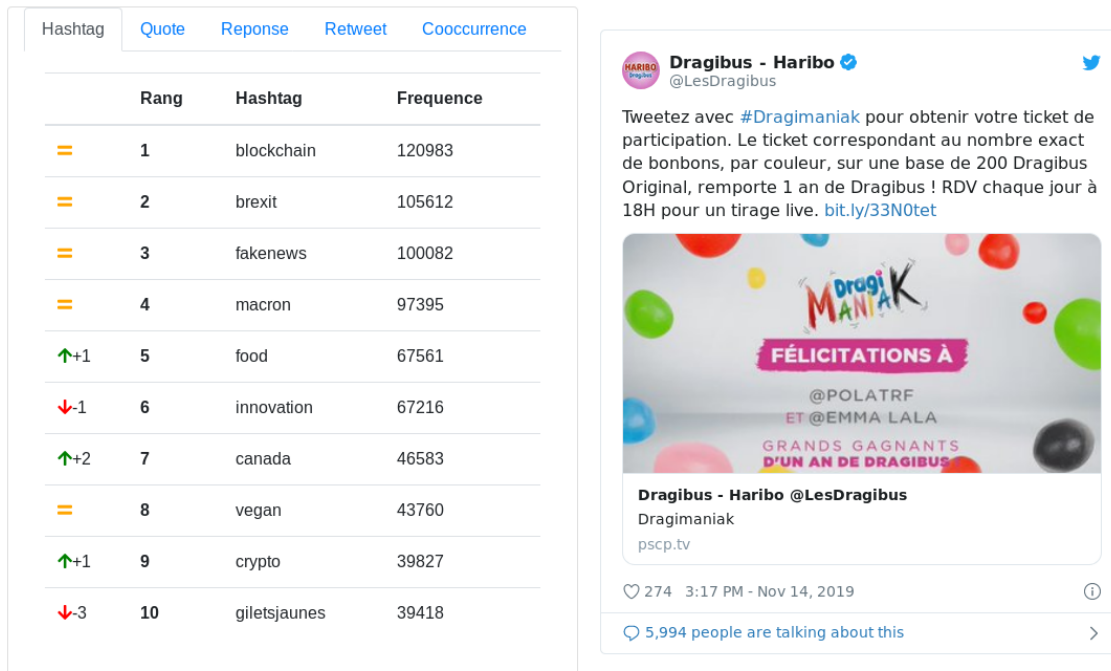 Hashtag Quote Reponse Retweet Cooccurrence
Rang Hashtag Frequence
= 1 blockchain 120983
= 2 brexit 105612
= 3 fakenews 100082
= 4 macron 97395
↑+1 5 food 67561
↓-1 6 innovation 67216
↑+2 7 canada 46583
= 8 vegan 43760
↑+1 9 crypto 39827
↓-3 10 giletsjaunes 39418
HARIBO
Dragibus
Dragibus - Haribo
@LesDragibus
Tweetez avec #Dragimaniak pour obtenir votre ticket de
participation. Le ticket correspondant au nombre exact
de bonbons, par couleur, sur une base de 200 Dragibus
Original, remporte 1 an de Dragibus ! RDV chaque jour à
18H pour un tirage live. bit.ly/33N0tet
Dragi
MANIAK
FÉLICITATIONS À
@POLATRF
ET @EMMA LALA
GRANDS GAGNANTS
D'UN AN DE DRAGIBUS
Dragibus - Haribo @LesDragibus
Dragimaniak
pscp.tv
274 3:17 PM - Nov 14, 2019
5,994 people are talking about this